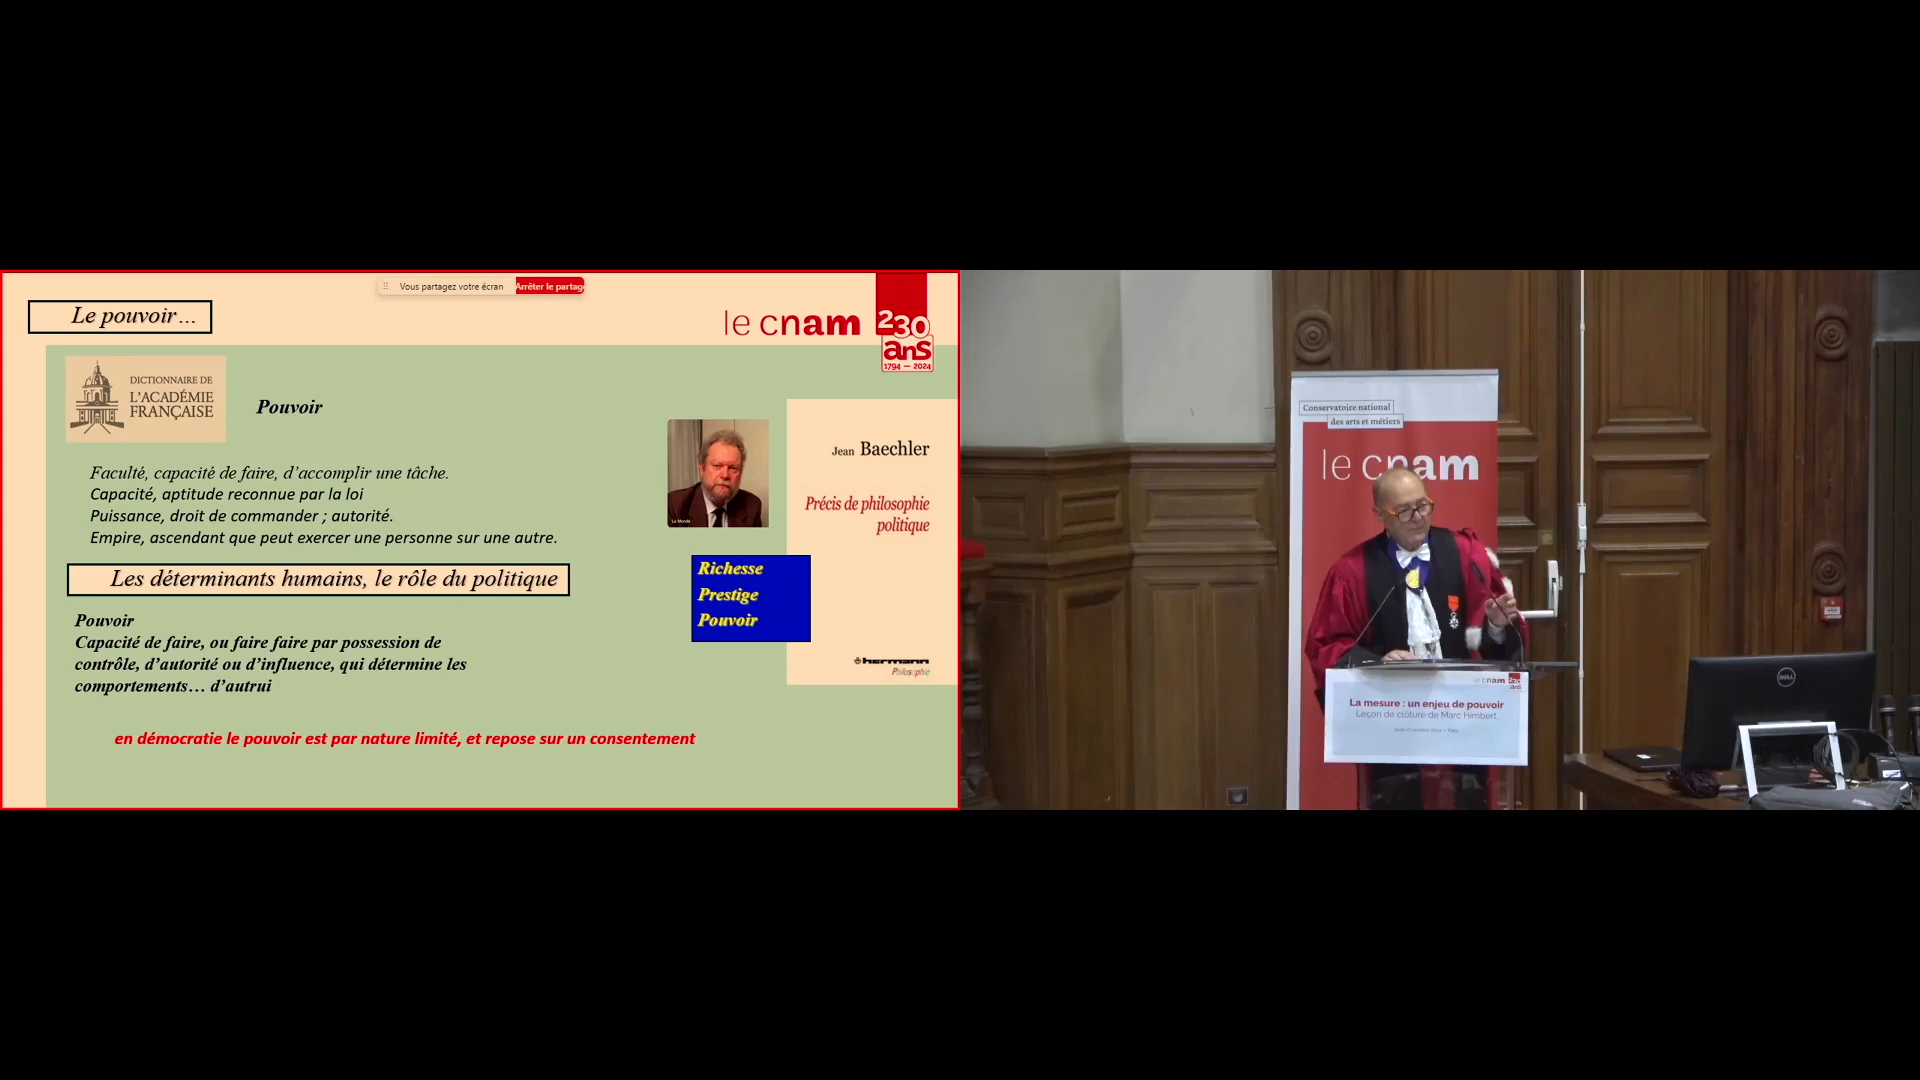 Vous partagez votre écran
Arrêter le partag
Le pouvoir...
le cnam
230
ans
1794 — 2024
DICTIONNAIRE DE
L'ACADÉMIE
FRANÇAISE
Pouvoir
Faculté, capacité de faire, d'accomplir une tâche.
Capacité, aptitude reconnue par la loi
Puissance, droit de commander ; autorité.
Empire, ascendant que peut exercer une personne sur une autre.
Les déterminants humains, le rôle du politique
Pouvoir
Capacité de faire, ou faire faire par possession de
contrôle, d'autorité ou d'influence, qui détermine les
comportements... d'autrui
en démocratie le pouvoir est par nature limité, et repose sur un consentement
Le Monde
Jean Baechler
Précis de philosophie
politique
Richesse
Prestige
Pouvoir
hermann
Philosophie
Conservatoire national
des arts et métiers
le cnam
le cnam
230
ans
La mesure : un enjeu de pouvoir
Leçon de clôture de Marc Himbert
DELL